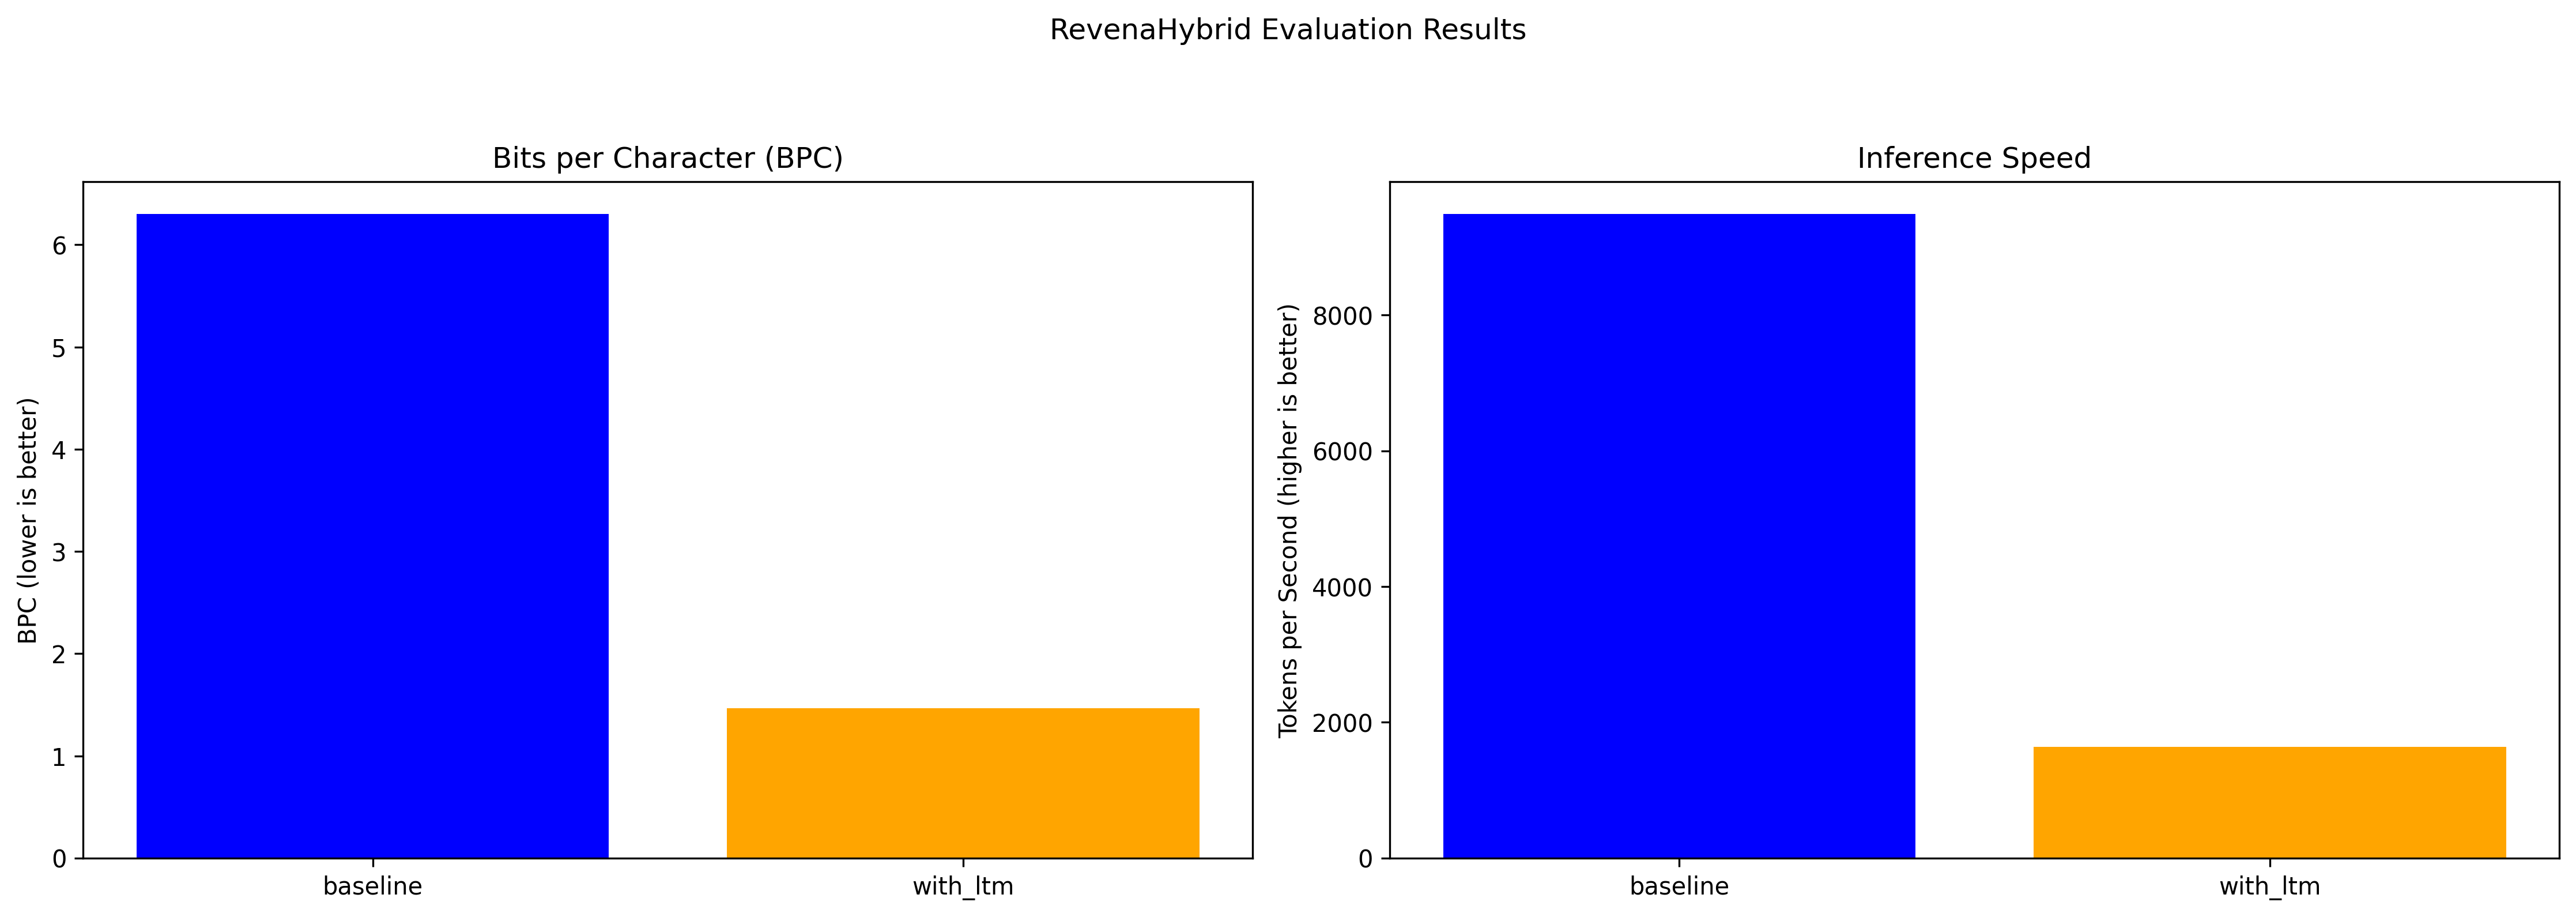 RevenaHybrid Evaluation Results
Bits per Character (BPC)
BPC (lower is better)
6
5
4
3
2
1
0
baseline
with_ltm
Inference Speed
Tokens per Second (higher is better)
8000
6000
4000
2000
0
baseline
with_ltm